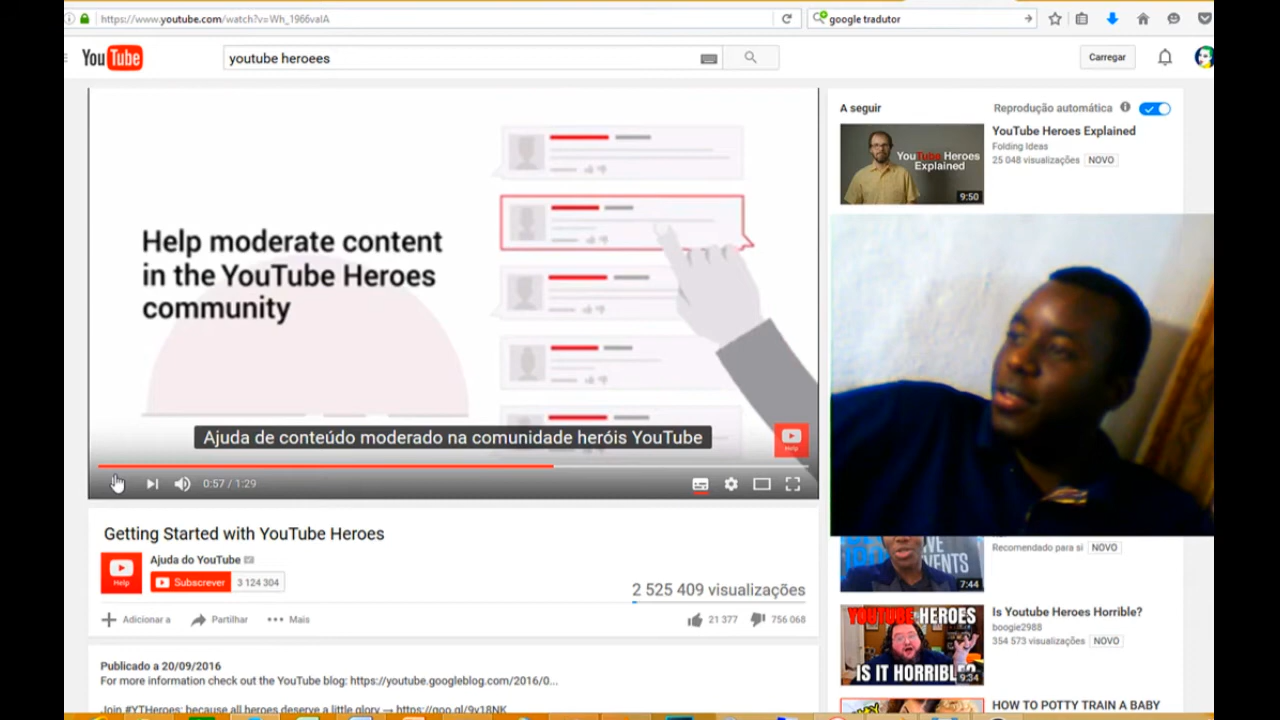 https://www.youtube.com/watch?v=Wh_1966vaIA
google tradutor
YouTube
youtube heroees
Carregar
Help moderate content
in the YouTube Heroes
community
Ajuda de conteúdo moderado na comunidade heróis YouTube
Help
0:57 / 1:29
Getting Started with YouTube Heroes
Help
Ajuda do YouTube
Subscrever 3 124 304
2 525 409 visualizações
Adicionar a Partilhar Mais
21 377 756 068
Publicado a 20/09/2016
For more information check out the YouTube blog: https://youtube.googleblog.com/2016/0...
Join #YTHeroes: because all heroes deserve a little glory → https://goo.gl/9v18NK
A seguir Reprodução automática
YouTube Heroes
Explained
9:50
YouTube Heroes Explained
Folding Ideas
25 048 visualizações NOVO
7:44
Recomendado para si NOVO
YOUTUBE HEROES
IS IT HORRIBLE?
9:34
Is Youtube Heroes Horrible?
boogie2988
354 573 visualizações NOVO
HOW TO POTTY TRAIN A BABY